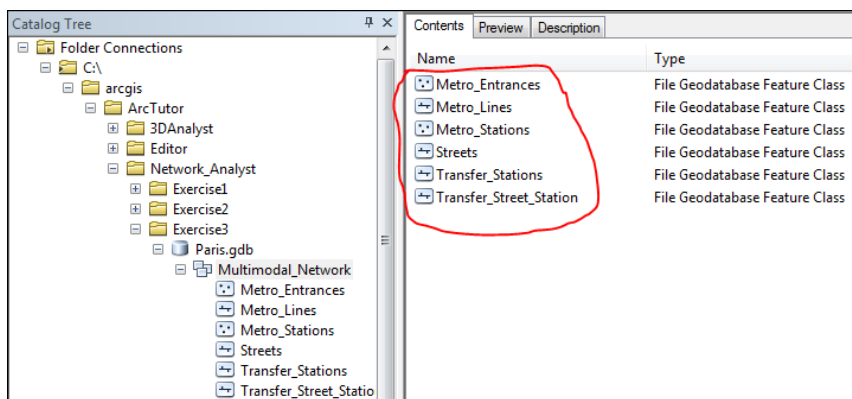 Catalog Tree
Folder Connections
C:\
arcgis
ArcTutor
3DAnalyst
Editor
Network_Analyst
Exercise1
Exercise2
Exercise3
Paris.gdb
Multimodal_Network
Metro_Entrances
Metro_Lines
Metro_Stations
Streets
Transfer_Stations
Transfer_Street_Statio
Contents Preview Description
Name Type
Metro_Entrances File Geodatabase Feature Class
Metro_Lines File Geodatabase Feature Class
Metro_Stations File Geodatabase Feature Class
Streets File Geodatabase Feature Class
Transfer_Stations File Geodatabase Feature Class
Transfer_Street_Station File Geodatabase Feature Class